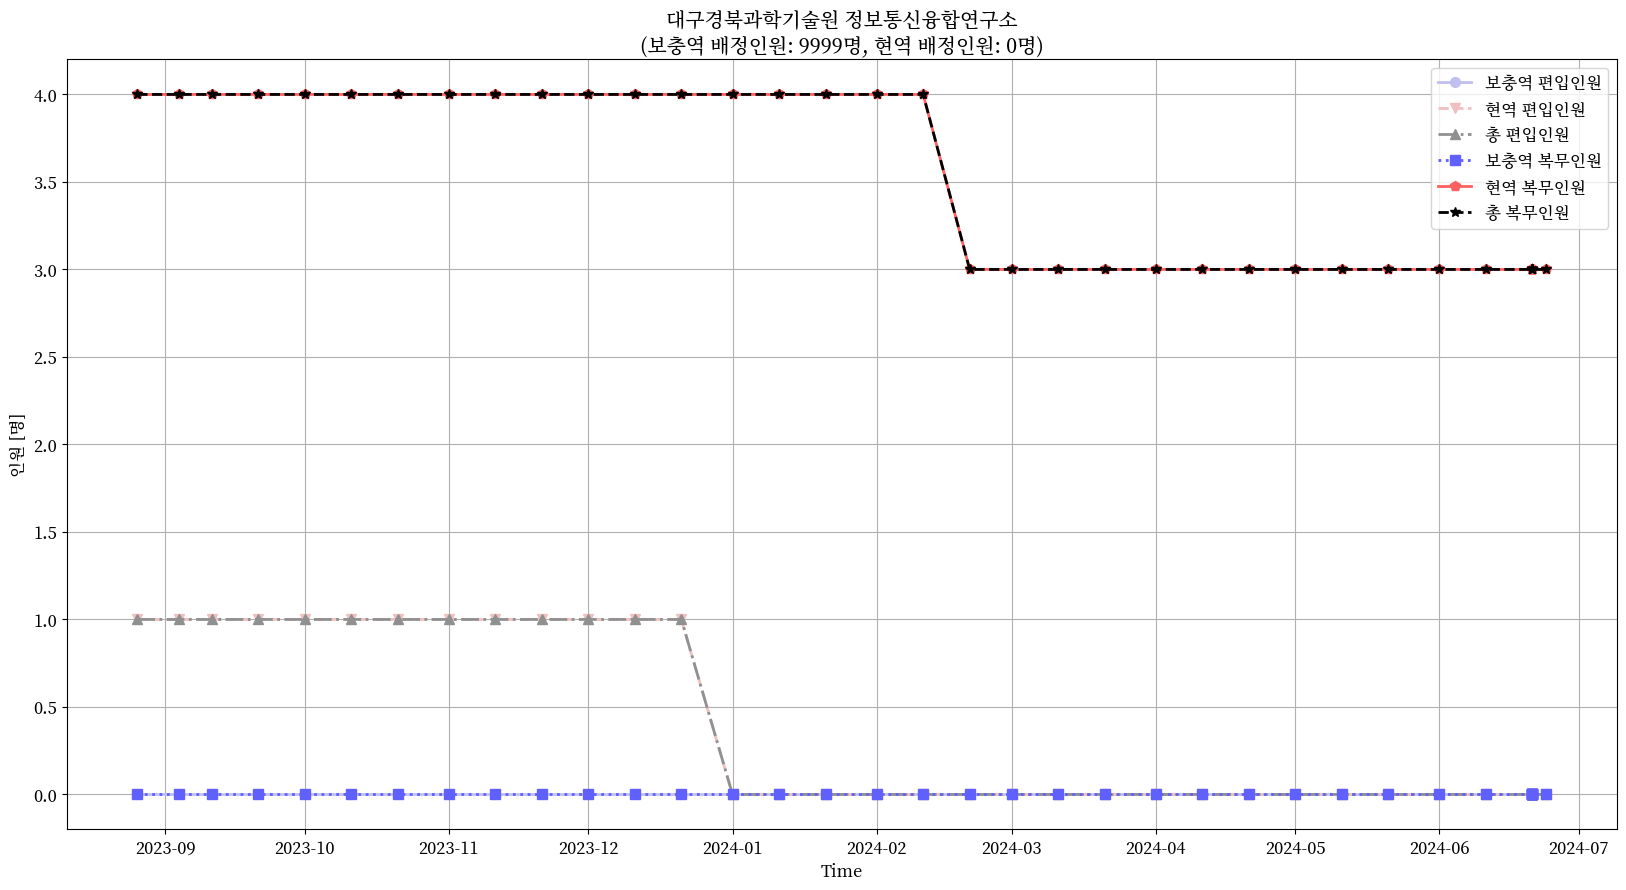 대구경북과학기술원 정보통신융합연구소
(보충역 배정인원: 9999명, 현역 배정인원: 0명)
보충역 편입인원
현역 편입인원
총 편입인원
보충역 복무인원
현역 복무인원
총 복무인원
인원 [명]
4.0
3.5
3.0
2.5
2.0
1.5
1.0
0.5
0.0
2023-09 2023-10 2023-11 2023-12 2024-01 2024-02 2024-03 2024-04 2024-05 2024-06 2024-07
Time